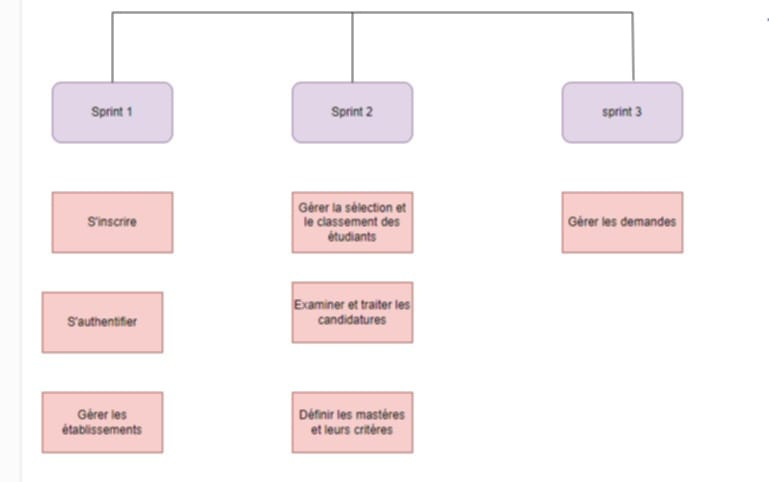 Sprint 1
Sprint 2
sprint 3
S'inscrire
Gérer la sélection et
le classement des
étudiants
Gérer les demandes
S'authentifier
Examiner et traiter les
candidatures
Gérer les
établissements
Définir les mastères
et leurs critères